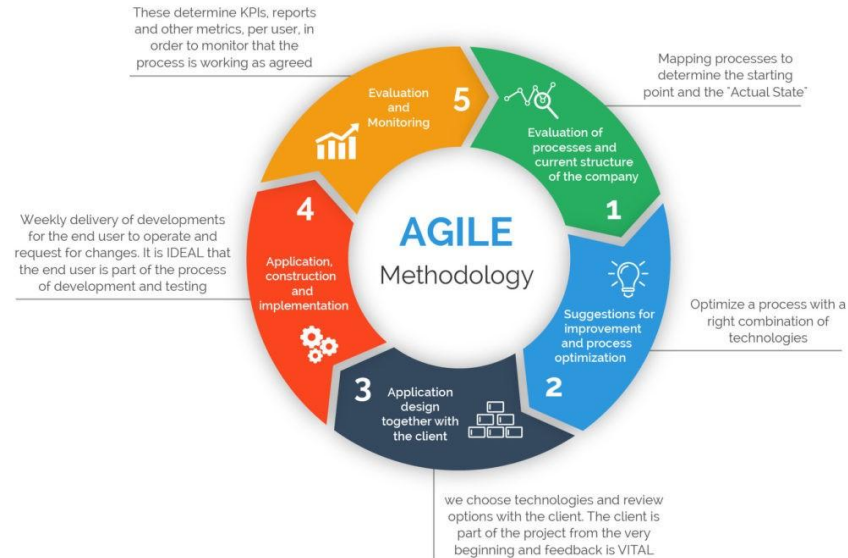 These determine KPIs, reports
and other metrics, per user, in
order to monitor that the
process is working as agreed
Mapping processes to
determine the starting
point and the "Actual State"
Evaluation
and
Monitoring
5
Evaluation of
processes and
current structure
of the company
1
Weekly delivery of developments
for the end user to operate and
request for changes. It is IDEAL that
the end user is part of the process
of development and testing
4
Application,
construction
and
implementation
AGILE
Methodology
Suggestions for
improvement
and process
optimization
2
Optimize a process with a
right combination of
technologies
3
Application
design
together with
the client
we choose technologies and review
options with the client. The client is
part of the project from the very
beginning and feedback is VITAL